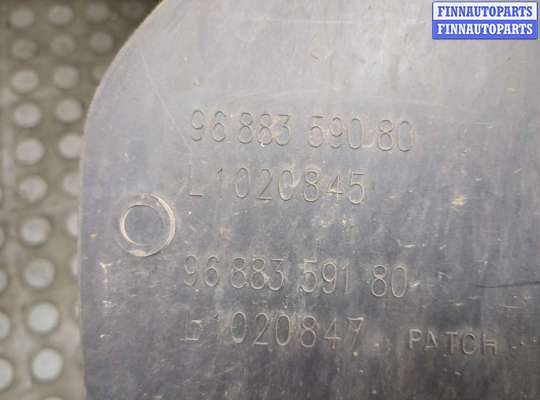 FINNAUTOPARTS
FINNAUTOPARTS
96 883 590 80
L1020845
96 883 591 80
L1020847 PATCH